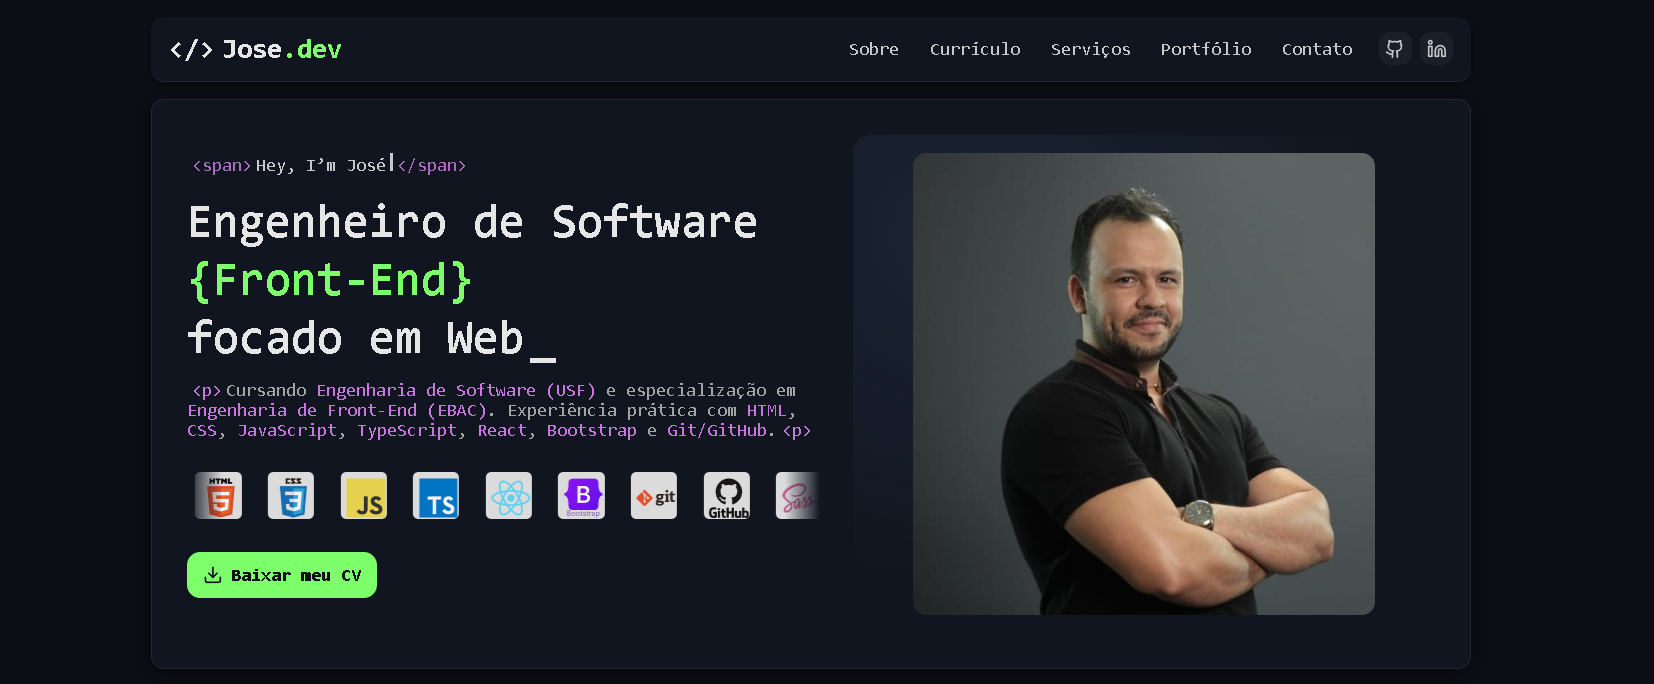 </> Jose.dev
Sobre Currículo Serviços Portfólio Contato in
<span> Hey, I’m José|</span>
Engenheiro de Software
{Front-End}
focado em Web_
<p> Cursando Engenharia de Software (USF) e especialização em
Engenharia de Front-End (EBAC). Experiência prática com HTML,
CSS, JavaScript, TypeScript, React, Bootstrap e Git/GitHub. <p>
HTML 5 CSS 3 JS TS B Bootstrap git GitHub Sass
Baixar meu CV